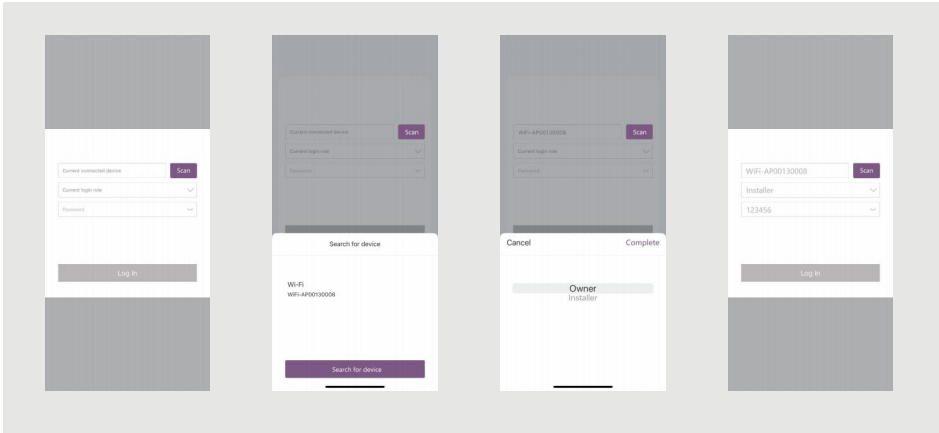 Current connected device
Scan
Current login role
Password
Log In
Current connected device
Scan
Current login role
Password
Search for device
Wi-Fi
WiFi-AP00130008
Search for device
WiFi-AP00130008
Scan
Current login role
Password
Cancel
Complete
Owner
Installer
WiFi-AP00130008
Scan
Installer
123456
Log In